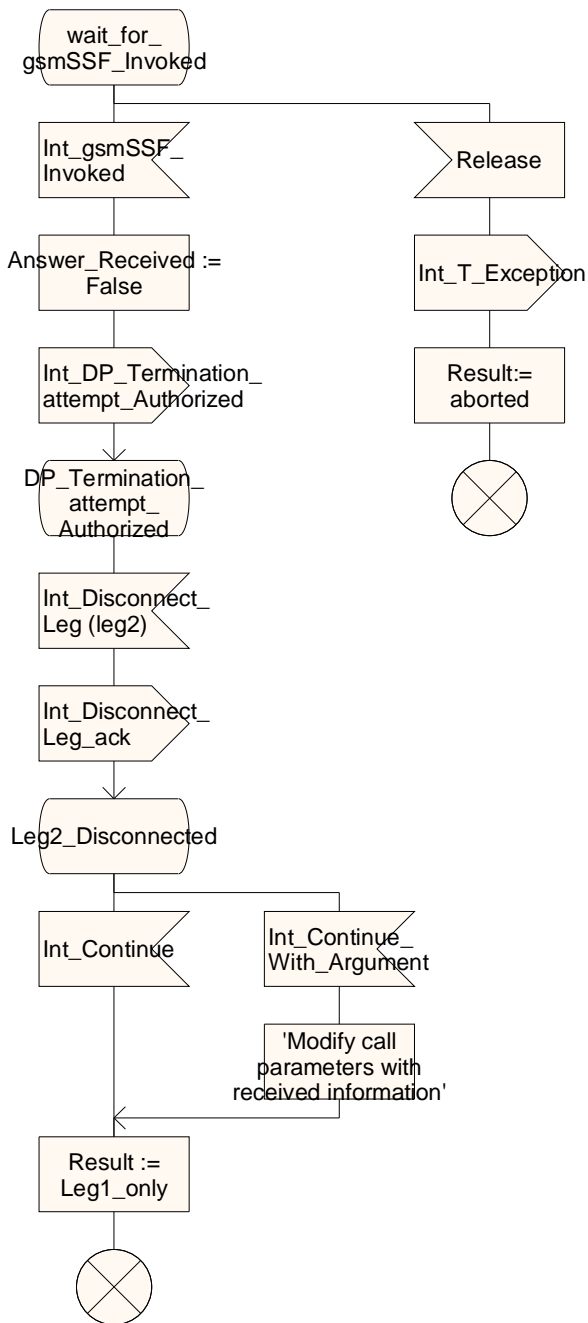 wait_for_
gsmSSF_Invoked
Int_gsmSSF_
Invoked
Release
Answer_Received :=
False
Int_T_Exception
Int_DP_Termination_
attempt_Authorized
Result:=
aborted
DP_Termination_
attempt_
Authorized
Int_Disconnect_
Leg (leg2)
Int_Disconnect_
Leg_ack
Leg2_Disconnected
Int_Continue
Int_Continue_
With_Argument
'Modify call
parameters with
received information'
Result :=
Leg1_only